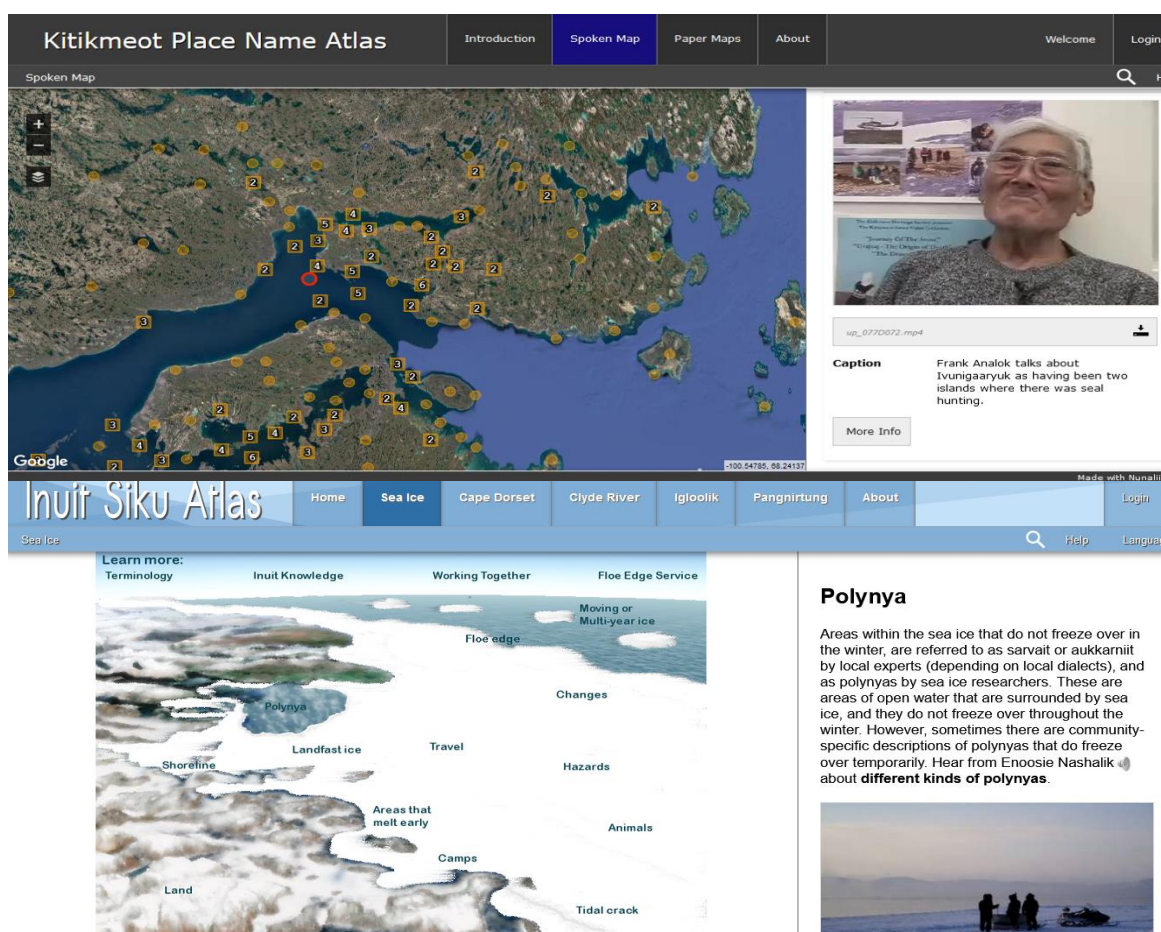 Kitikmeot Place Name Atlas
Introduction
Spoken Map
Paper Maps
About
Welcome
Login
Spoken Map
up_077D072.mp4
Caption
Frank Analok talks about
Ivunigaaryuk as having been two
islands where there was seal
hunting.
More Info
Google
-100.54785, 68.24137
Made with Nunalii
Inuit Siku Atlas
Home
Sea Ice
Cape Dorset
Clyde River
Igloolik
Pangnirtung
About
Login
Sea Ice
Help
Langua
Learn more:
Terminology
Inuit Knowledge
Working Together
Floe Edge Service
Moving or
Multi-year ice
Floe edge
Changes
Polynya
Landfast ice
Travel
Shoreline
Hazards
Areas that
melt early
Animals
Camps
Land
Tidal crack
Polynya
Areas within the sea ice that do not freeze over in
the winter, are referred to as sarvait or aukkarniit
by local experts (depending on local dialects), and
as polynyas by sea ice researchers. These are
areas of open water that are surrounded by sea
ice, and they do not freeze over throughout the
winter. However, sometimes there are community-
specific descriptions of polynyas that do freeze
over temporarily. Hear from Enoosie Nashalik
about different kinds of polynyas.